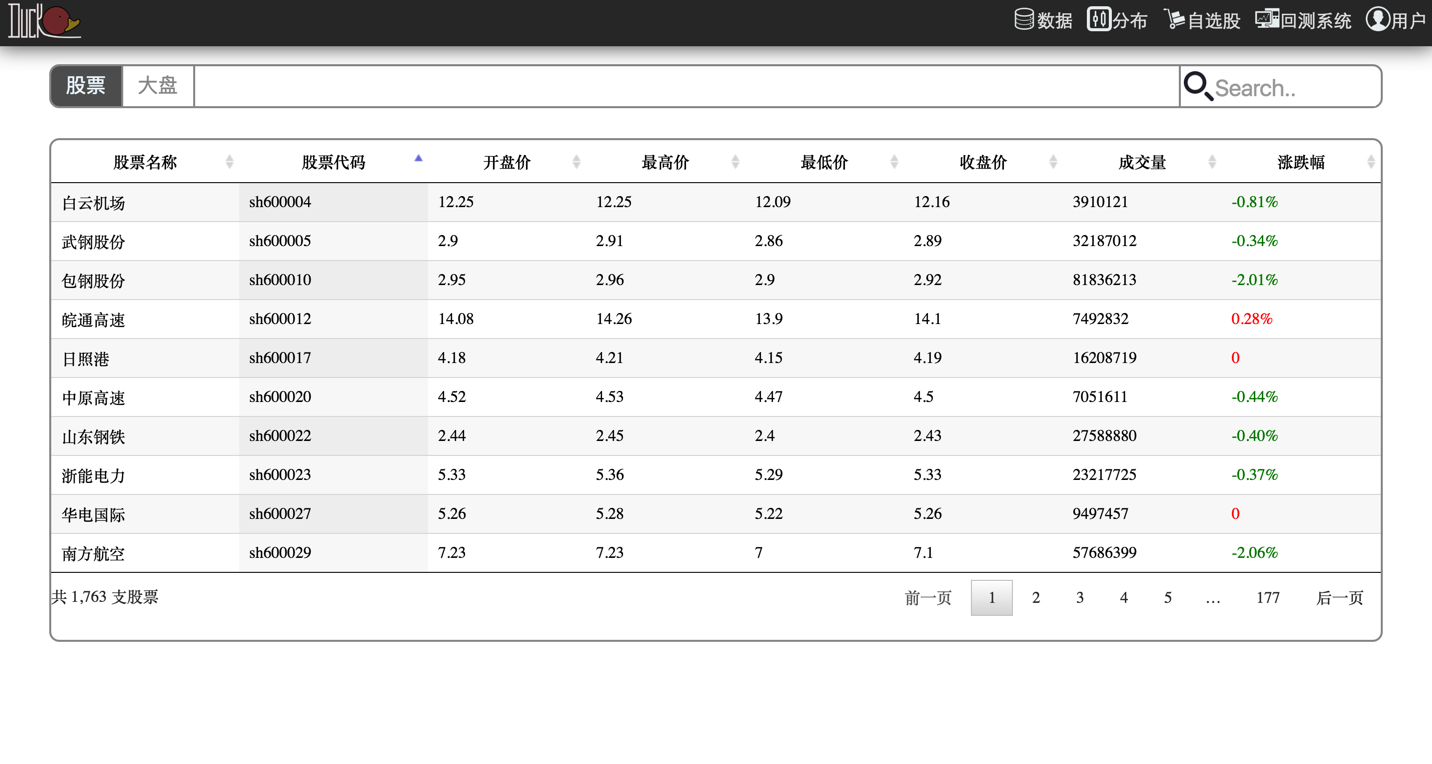 Duck 数据 分布 自选股 回测系统 用户
股票 大盘 Search..
股票名称 股票代码 开盘价 最高价 最低价 收盘价 成交量 涨跌幅
白云机场 sh600004 12.25 12.25 12.09 12.16 3910121 -0.81%
武钢股份 sh600005 2.9 2.91 2.86 2.89 32187012 -0.34%
包钢股份 sh600010 2.95 2.96 2.9 2.92 81836213 -2.01%
皖通高速 sh600012 14.08 14.26 13.9 14.1 7492832 0.28%
日照港 sh600017 4.18 4.21 4.15 4.19 16208719 0
中原高速 sh600020 4.52 4.53 4.47 4.5 7051611 -0.44%
山东钢铁 sh600022 2.44 2.45 2.4 2.43 27588880 -0.40%
浙能电力 sh600023 5.33 5.36 5.29 5.33 23217725 -0.37%
华电国际 sh600027 5.26 5.28 5.22 5.26 9497457 0
南方航空 sh600029 7.23 7.23 7 7.1 57686399 -2.06%
共 1,763 支股票 前一页 1 2 3 4 5 … 177 后一页